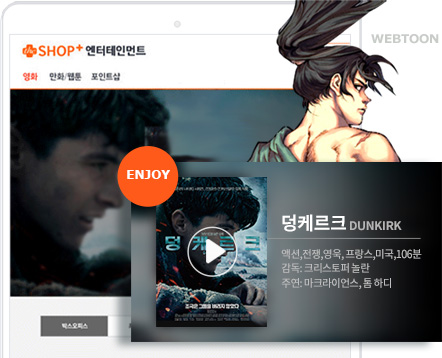 SHOP+ 엔터테인먼트
WEBTOON
영화 만화/웹툰 포인트샵
ENJOY
덩케르크
덩케르크 DUNKIRK
액션,전쟁,영욱, 프랑스,미국,106분
감독: 크리스토퍼 놀란
주연: 마크라이언스, 톰 하디
박스오피스